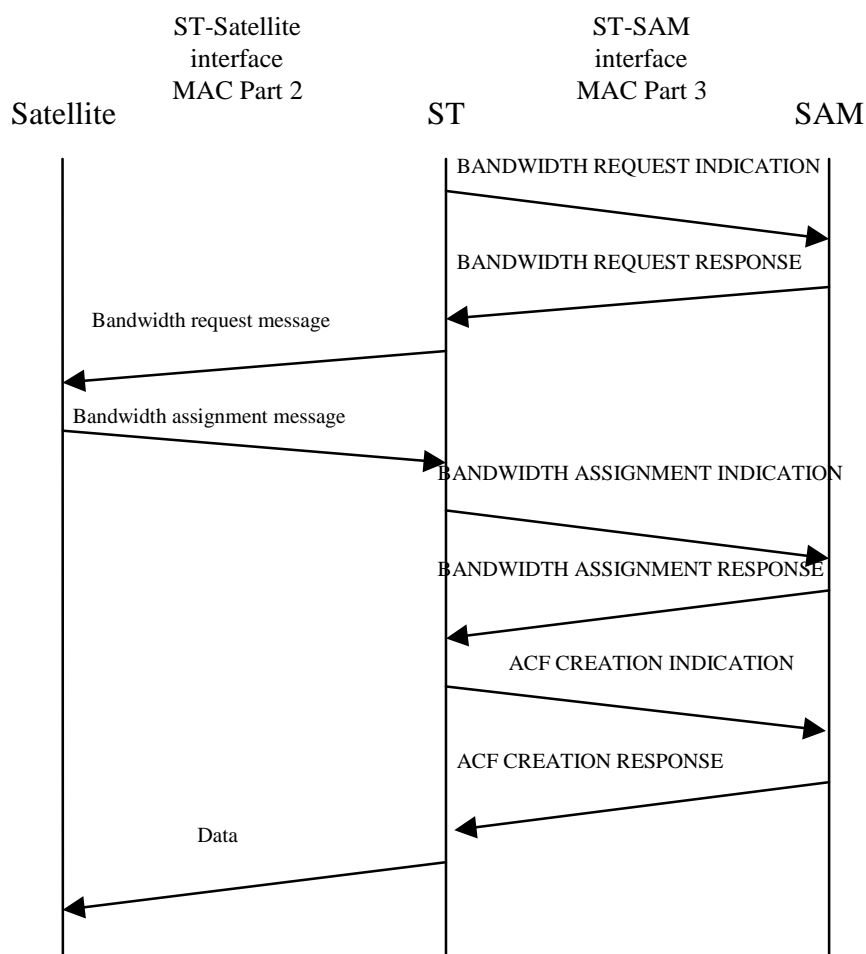 ST-Satellite
interface
MAC Part 2
ST-SAM
interface
MAC Part 3
Satellite
ST
SAM
BANDWIDTH REQUEST INDICATION
BANDWIDTH REQUEST RESPONSE
Bandwidth request message
Bandwidth assignment message
BANDWIDTH ASSIGNMENT INDICATION
BANDWIDTH ASSIGNMENT RESPONSE
ACF CREATION INDICATION
ACF CREATION RESPONSE
Data